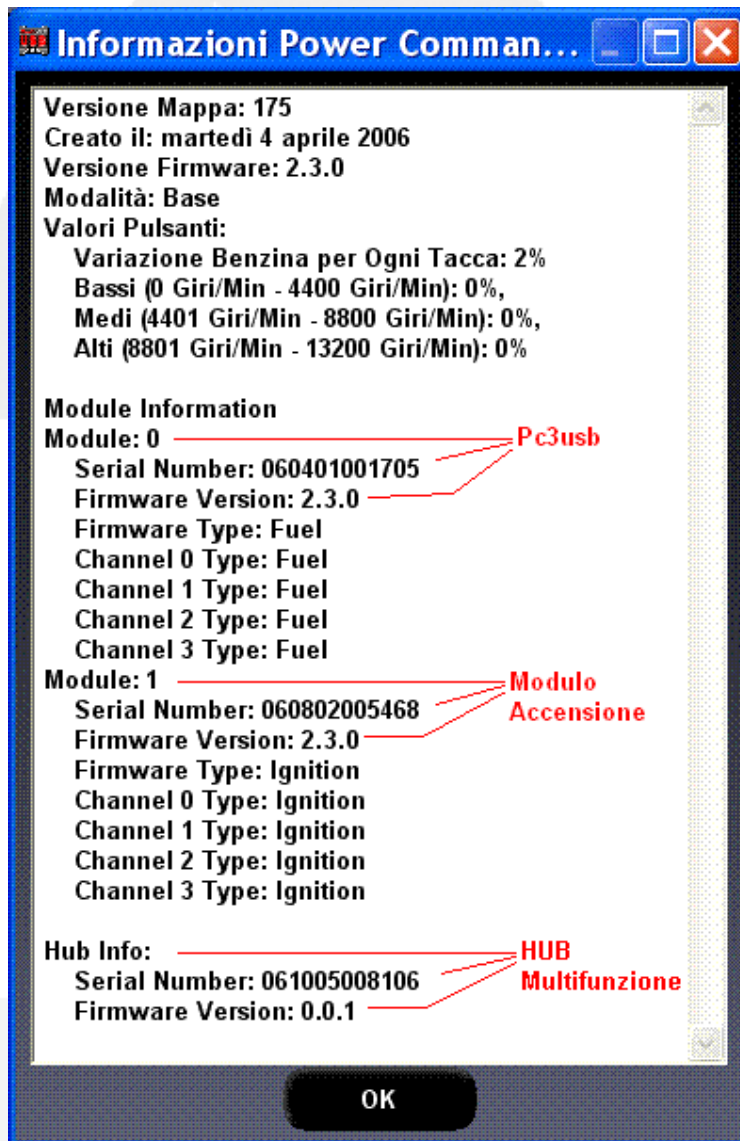 Informazioni Power Comman...
Versione Mappa: 175
Creato il: martedì 4 aprile 2006
Versione Firmware: 2.3.0
Modalità: Base
Valori Pulsanti:
Variazione Benzina per Ogni Tacca: 2%
Bassi (0 Giri/Min - 4400 Giri/Min): 0%,
Medi (4401 Giri/Min - 8800 Giri/Min): 0%,
Alti (8801 Giri/Min - 13200 Giri/Min): 0%
Module Information
Module: 0 Pc3usb
Serial Number: 060401001705
Firmware Version: 2.3.0
Firmware Type: Fuel
Channel 0 Type: Fuel
Channel 1 Type: Fuel
Channel 2 Type: Fuel
Channel 3 Type: Fuel
Module: 1 Modulo
Serial Number: 060802005468 Accensione
Firmware Version: 2.3.0
Firmware Type: Ignition
Channel 0 Type: Ignition
Channel 1 Type: Ignition
Channel 2 Type: Ignition
Channel 3 Type: Ignition
Hub Info: HUB
Serial Number: 061005008106 Multifunzione
Firmware Version: 0.0.1
OK